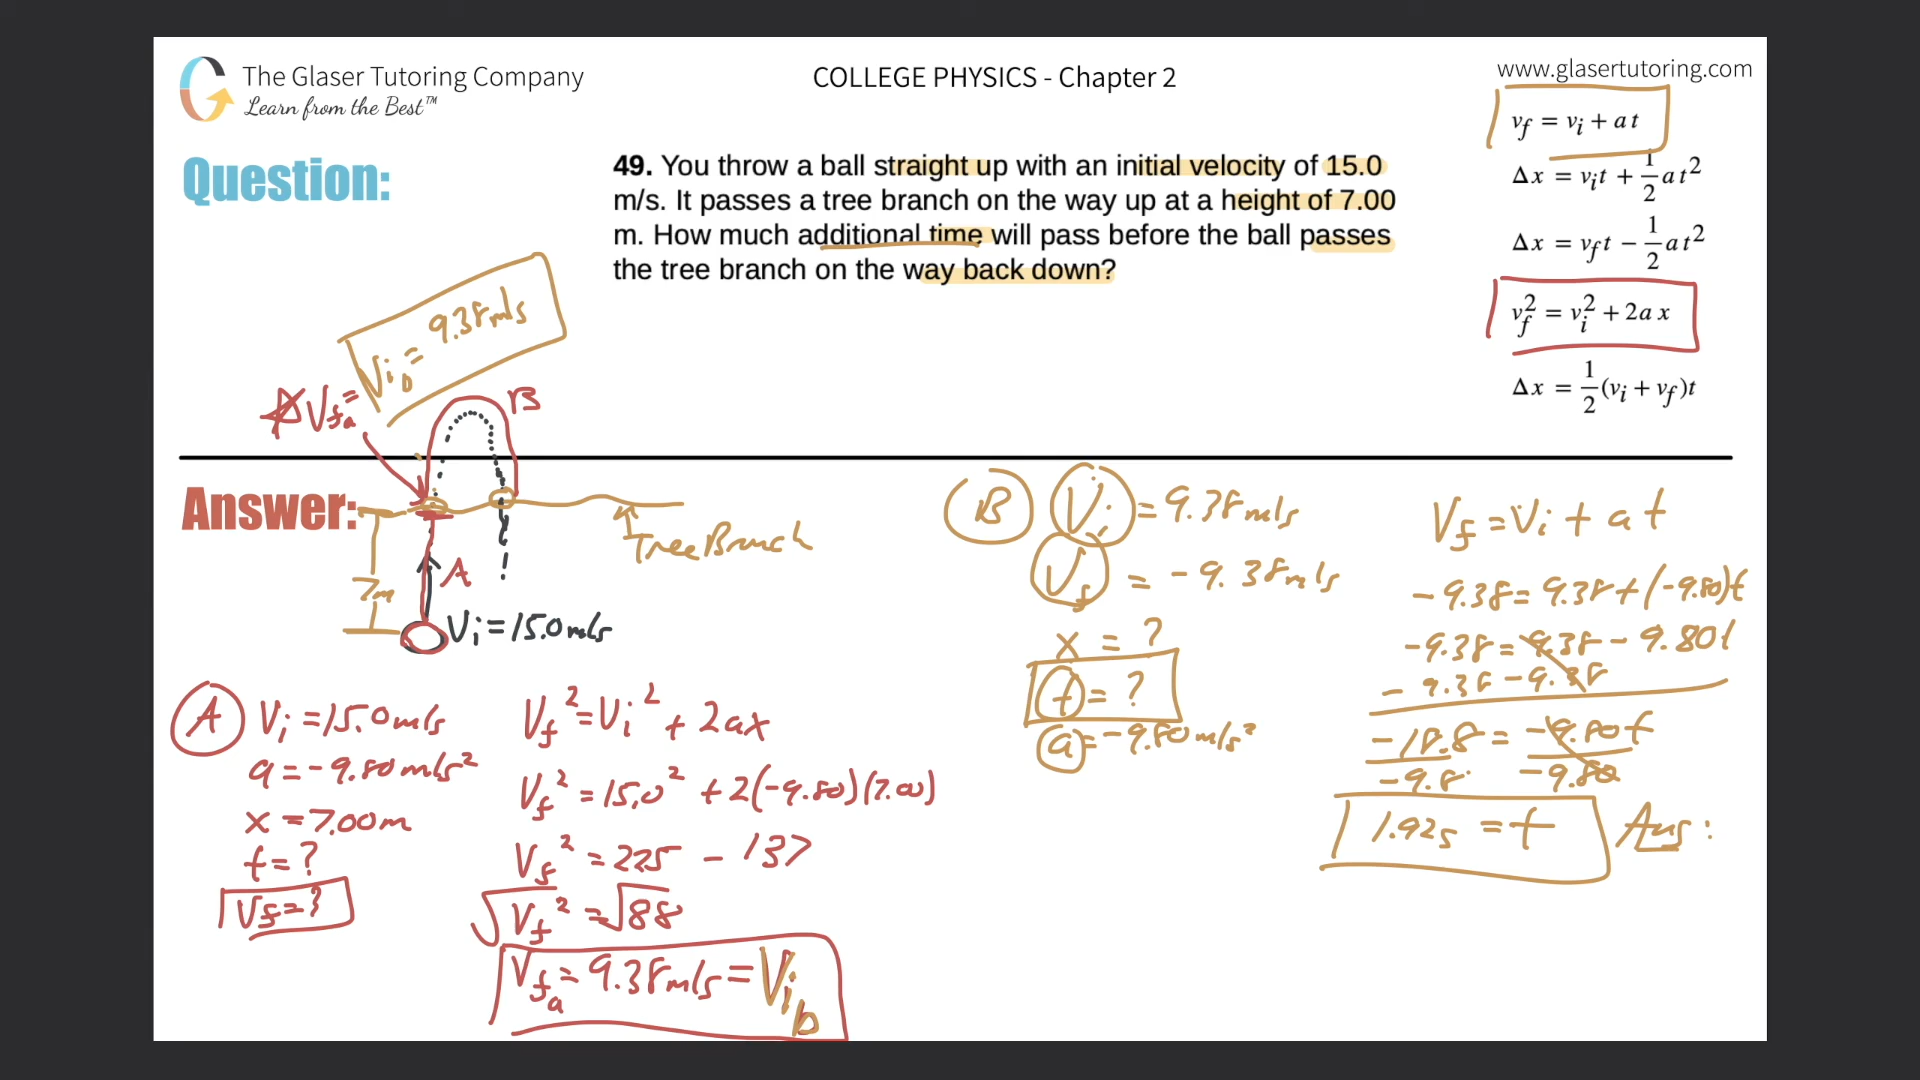 The Glaser Tutoring Company
Learn from the Best™
COLLEGE PHYSICS - Chapter 2
www.glasertutoring.com
Question:
49. You throw a ball straight up with an initial velocity of 15.0
m/s. It passes a tree branch on the way up at a height of 7.00
m. How much additional time will pass before the ball passes
the tree branch on the way back down?
vf = vi + at
Δx = vit + 1/2 at²
Δx = vft − 1/2 at²
vf² = vi² + 2ax
Δx = 1/2 (vi + vf)t
Vib = 9.38 m/s
Vfa =
B
Answer:
Tree Branch
A
7m
Vi = 15.0 m/s
A
Vi = 15.0 m/s
a = -9.80 m/s²
x = 7.00 m
t = ?
Vf = ?
Vf² = Vi² + 2ax
Vf² = 15.0² + 2(-9.80)(7.00)
Vf² = 225 - 137
√Vf² = √88
Vfa = 9.38 m/s = Vib
B
Vi = 9.38 m/s
Vf = -9.38 m/s
x = ?
t = ?
a = -9.80 m/s²
Vf = Vi + at
-9.38 = 9.38 + (-9.80)t
-9.38 = 9.38 - 9.80t
-9.38 -9.38
-18.8 = -9.80t
-9.8 -9.80
1.92s = t Ans: